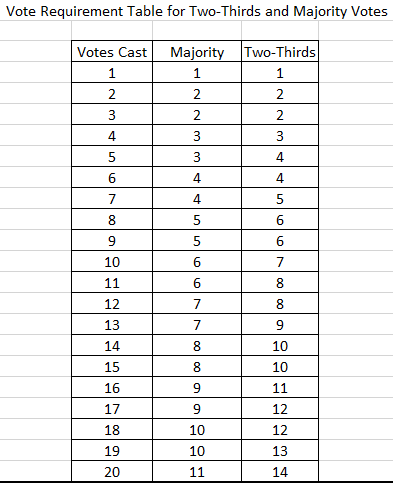 Vote Requirement Table for Two-Thirds and Majority Votes
Votes Cast Majority Two-Thirds
1 1 1
2 2 2
3 2 2
4 3 3
5 3 4
6 4 4
7 4 5
8 5 6
9 5 6
10 6 7
11 6 8
12 7 8
13 7 9
14 8 10
15 8 10
16 9 11
17 9 12
18 10 12
19 10 13
20 11 14